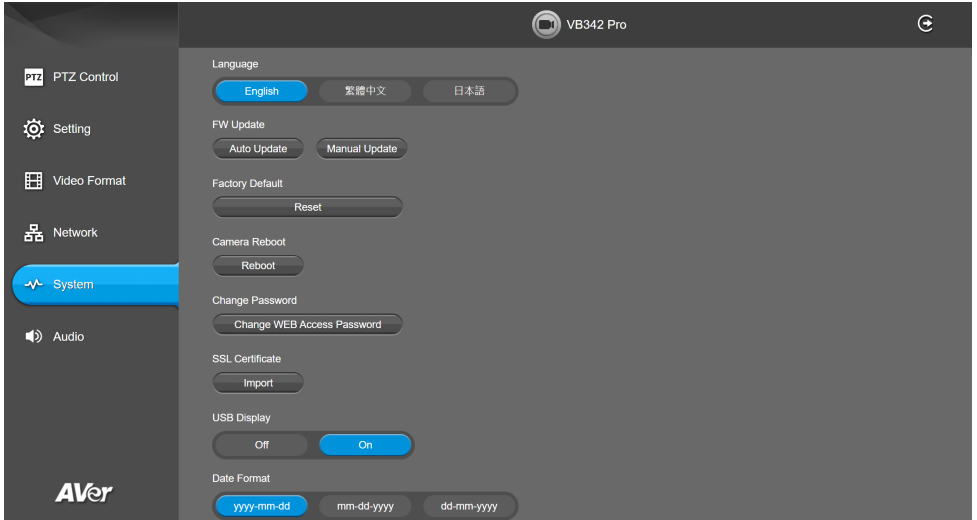 VB342 Pro
PTZ PTZ Control
Setting
Video Format
Network
System
Audio
AVer
Language
English 繁體中文 日本語
FW Update
Auto Update Manual Update
Factory Default
Reset
Camera Reboot
Reboot
Change Password
Change WEB Access Password
SSL Certificate
Import
USB Display
Off On
Date Format
yyyy-mm-dd mm-dd-yyyy dd-mm-yyyy